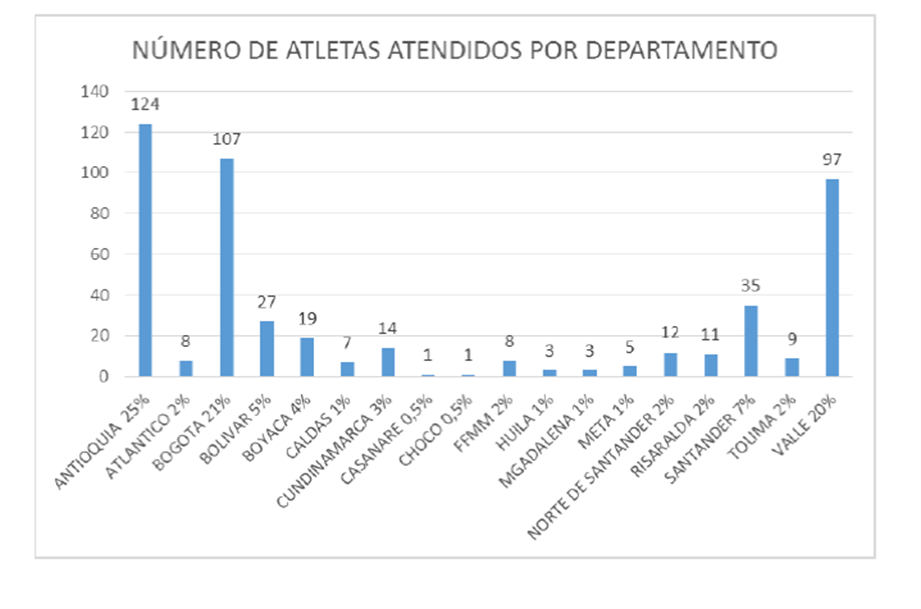 NÚMERO DE ATLETAS ATENDIDOS POR DEPARTAMENTO
140
120
100
80
60
40
20
0
124
8
107
27
19
7
14
1
1
8
3
3
5
12
11
35
9
97
ANTIOQUIA 25%
ATLANTICO 2%
BOGOTA 21%
BOLIVAR 5%
BOYACA 4%
CALDAS 1%
CUNDINAMARCA 3%
CASANARE 0,5%
CHOCO 0,5%
FFMM 2%
HUILA 1%
MGADALENA 1%
META 1%
NORTE DE SANTANDER 2%
RISARALDA 2%
SANTANDER 7%
TOLIMA 2%
VALLE 20%